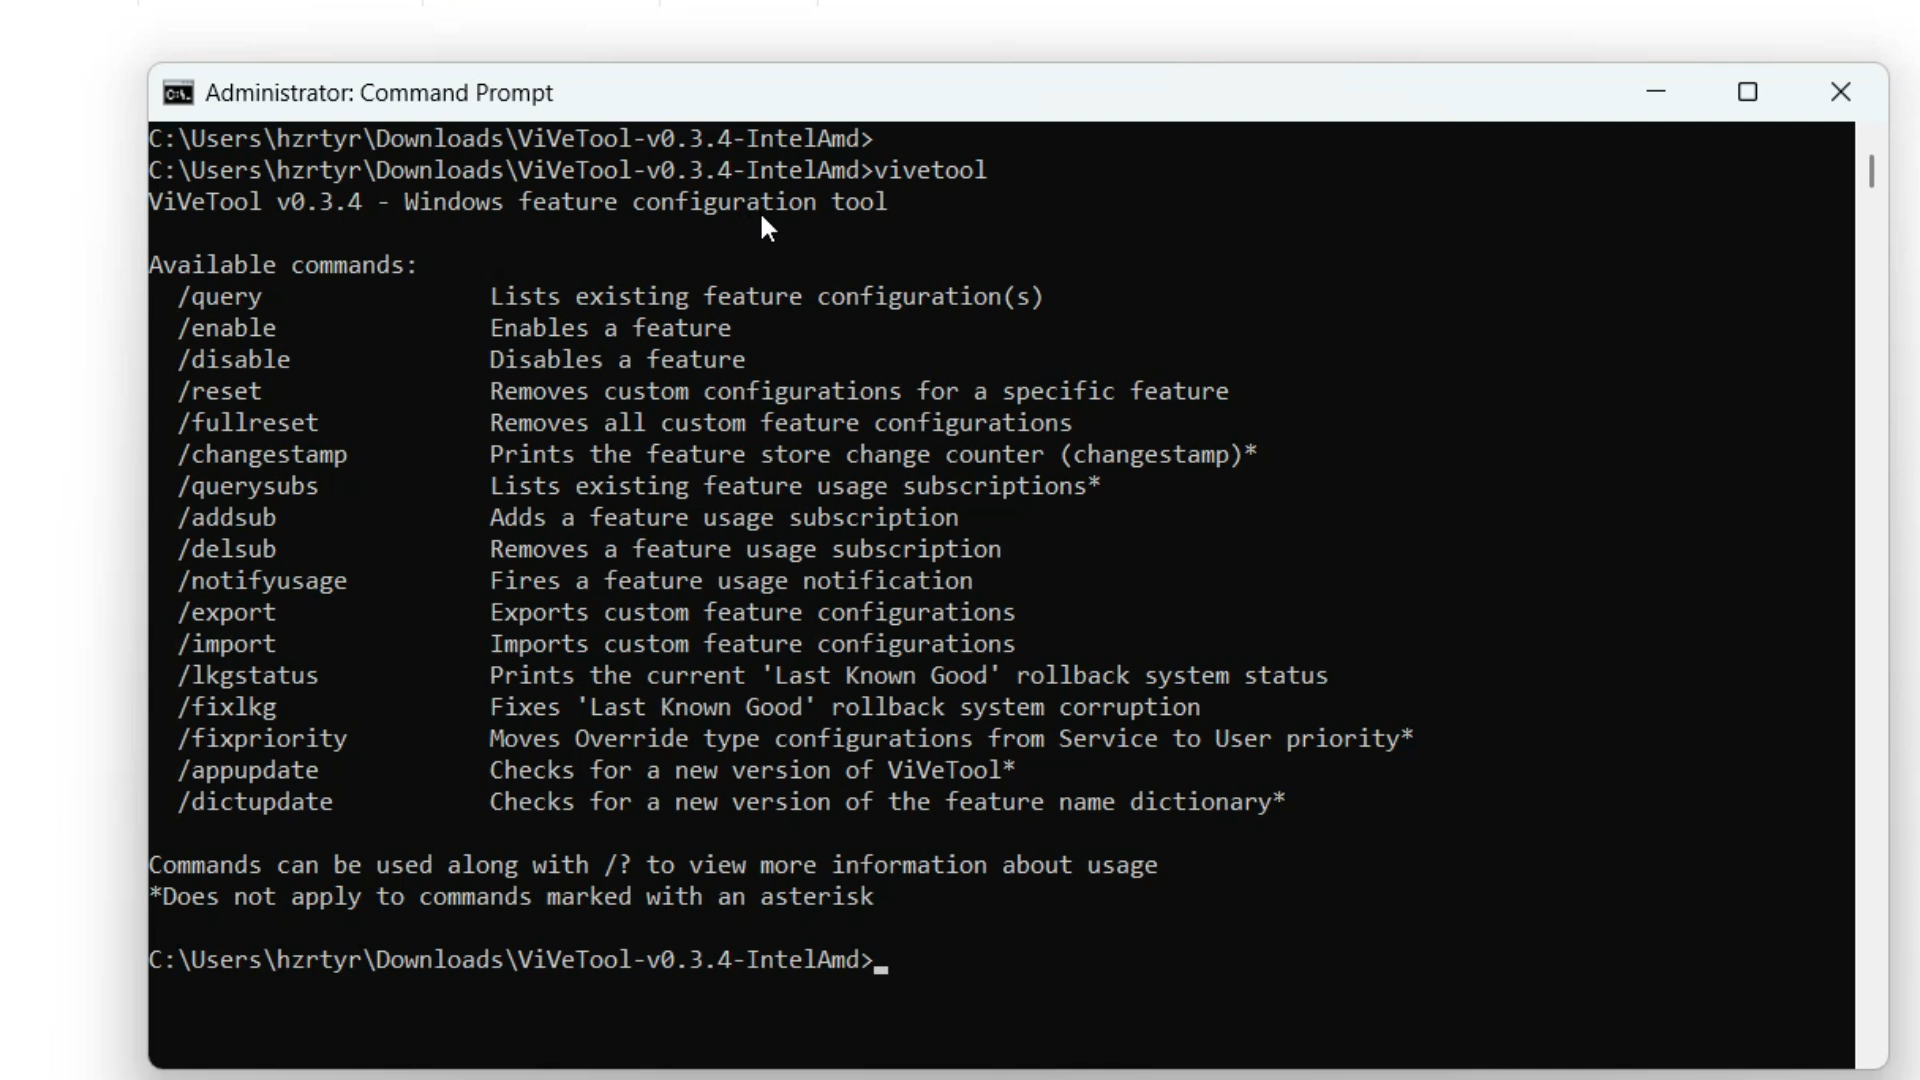 Administrator: Command Prompt
C:\Users\hzrtyr\Downloads\ViVeTool-v0.3.4-IntelAmd>
C:\Users\hzrtyr\Downloads\ViVeTool-v0.3.4-IntelAmd>vivetool
ViVeTool v0.3.4 - Windows feature configuration tool
Available commands:
/query Lists existing feature configuration(s)
/enable Enables a feature
/disable Disables a feature
/reset Removes custom configurations for a specific feature
/fullreset Removes all custom feature configurations
/changestamp Prints the feature store change counter (changestamp)*
/querysubs Lists existing feature usage subscriptions*
/addsub Adds a feature usage subscription
/delsub Removes a feature usage subscription
/notifyusage Fires a feature usage notification
/export Exports custom feature configurations
/import Imports custom feature configurations
/lkgstatus Prints the current 'Last Known Good' rollback system status
/fixlkg Fixes 'Last Known Good' rollback system corruption
/fixpriority Moves Override type configurations from Service to User priority*
/appupdate Checks for a new version of ViVeTool*
/dictupdate Checks for a new version of the feature name dictionary*
Commands can be used along with /? to view more information about usage
*Does not apply to commands marked with an asterisk
C:\Users\hzrtyr\Downloads\ViVeTool-v0.3.4-IntelAmd>_